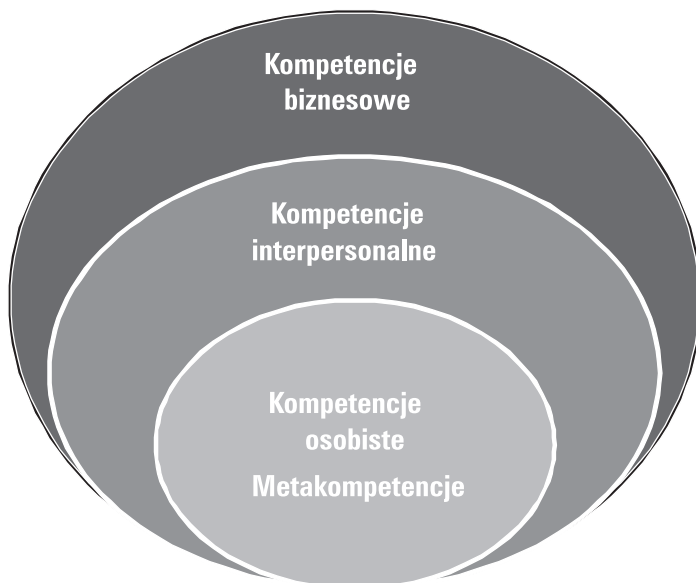 Kompetencje
biznesowe
Kompetencje
interpersonalne
Kompetencje
osobiste
Metakompetencje